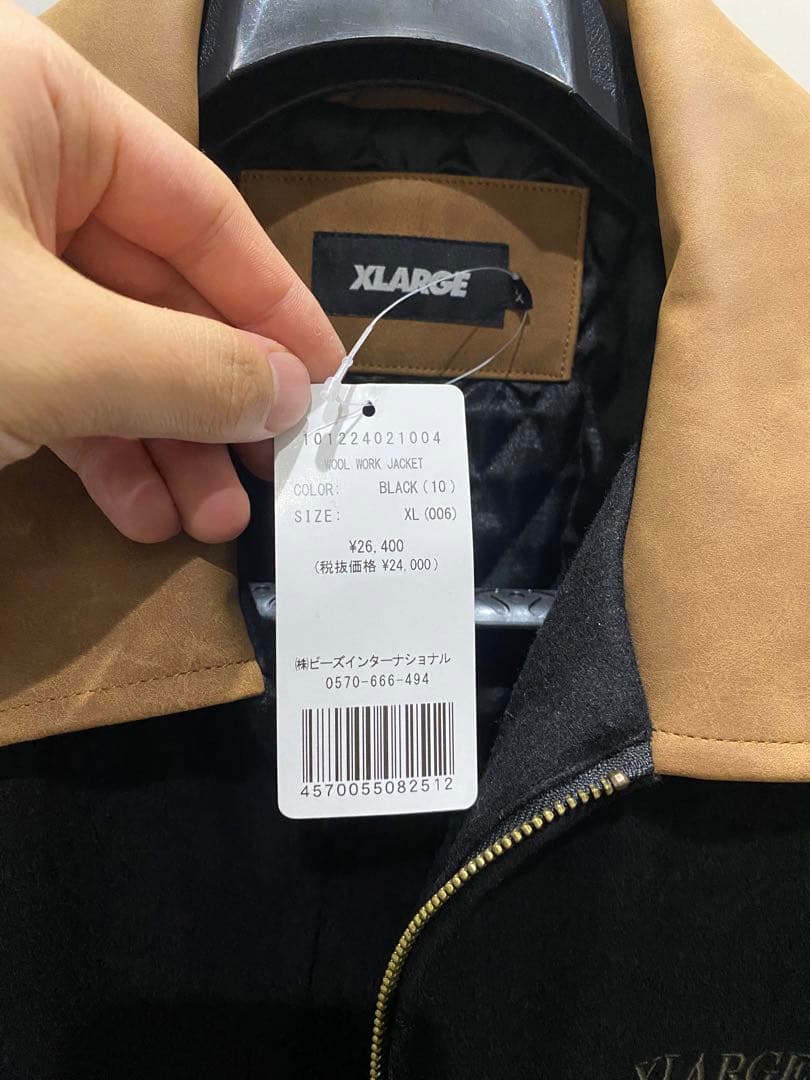 XLARGE
X
101224021004
WOOL WORK JACKET
COLOR: BLACK(10)
SIZE: XL(006)
¥26,400
(税抜価格 ¥24,000)
㈱ビーズインターナショナル
0570-666-494
4570055082512
XLARGE